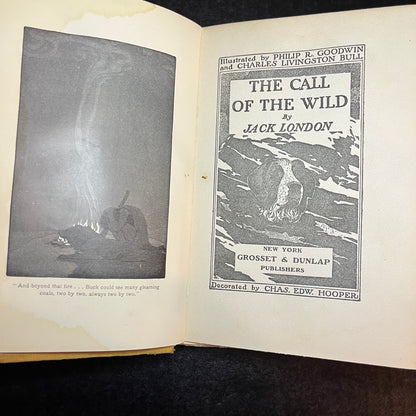 "And beyond that fire . . . Buck could see many gleaming
coals, two by two, always two by two."
Illustrated by PHILIP R. GOODWIN
and CHARLES LIVINGSTON BULL
THE CALL
OF THE WILD
By
JACK LONDON
NEW YORK
GROSSET & DUNLAP
PUBLISHERS
Decorated by CHAS. EDW. HOOPER